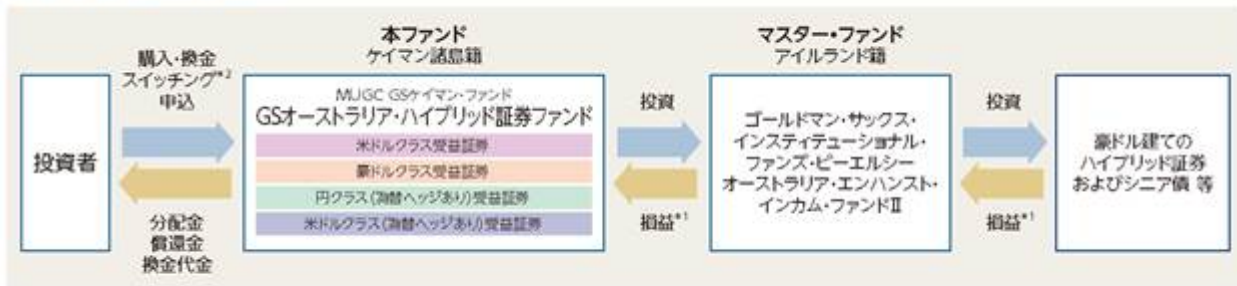 投資者
購入・換金
スイッチング*2
申込
分配金
償還金
換金代金
本ファンド
ケイマン諸島籍
MUGC GSケイマン・ファンド
GSオーストラリア・ハイブリッド証券ファンド
米ドルクラス受益証券
豪ドルクラス受益証券
円クラス(為替ヘッジあり)受益証券
米ドルクラス(為替ヘッジあり)受益証券
投資
損益*1
マスター・ファンド
アイルランド籍
ゴールドマン・サックス・
インスティテューショナル・
ファンズ・ピーエルシー
オーストラリア・エンハンスト・
インカム・ファンドⅡ
投資
損益*1
豪ドル建ての
ハイブリッド証券
およびシニア債 等